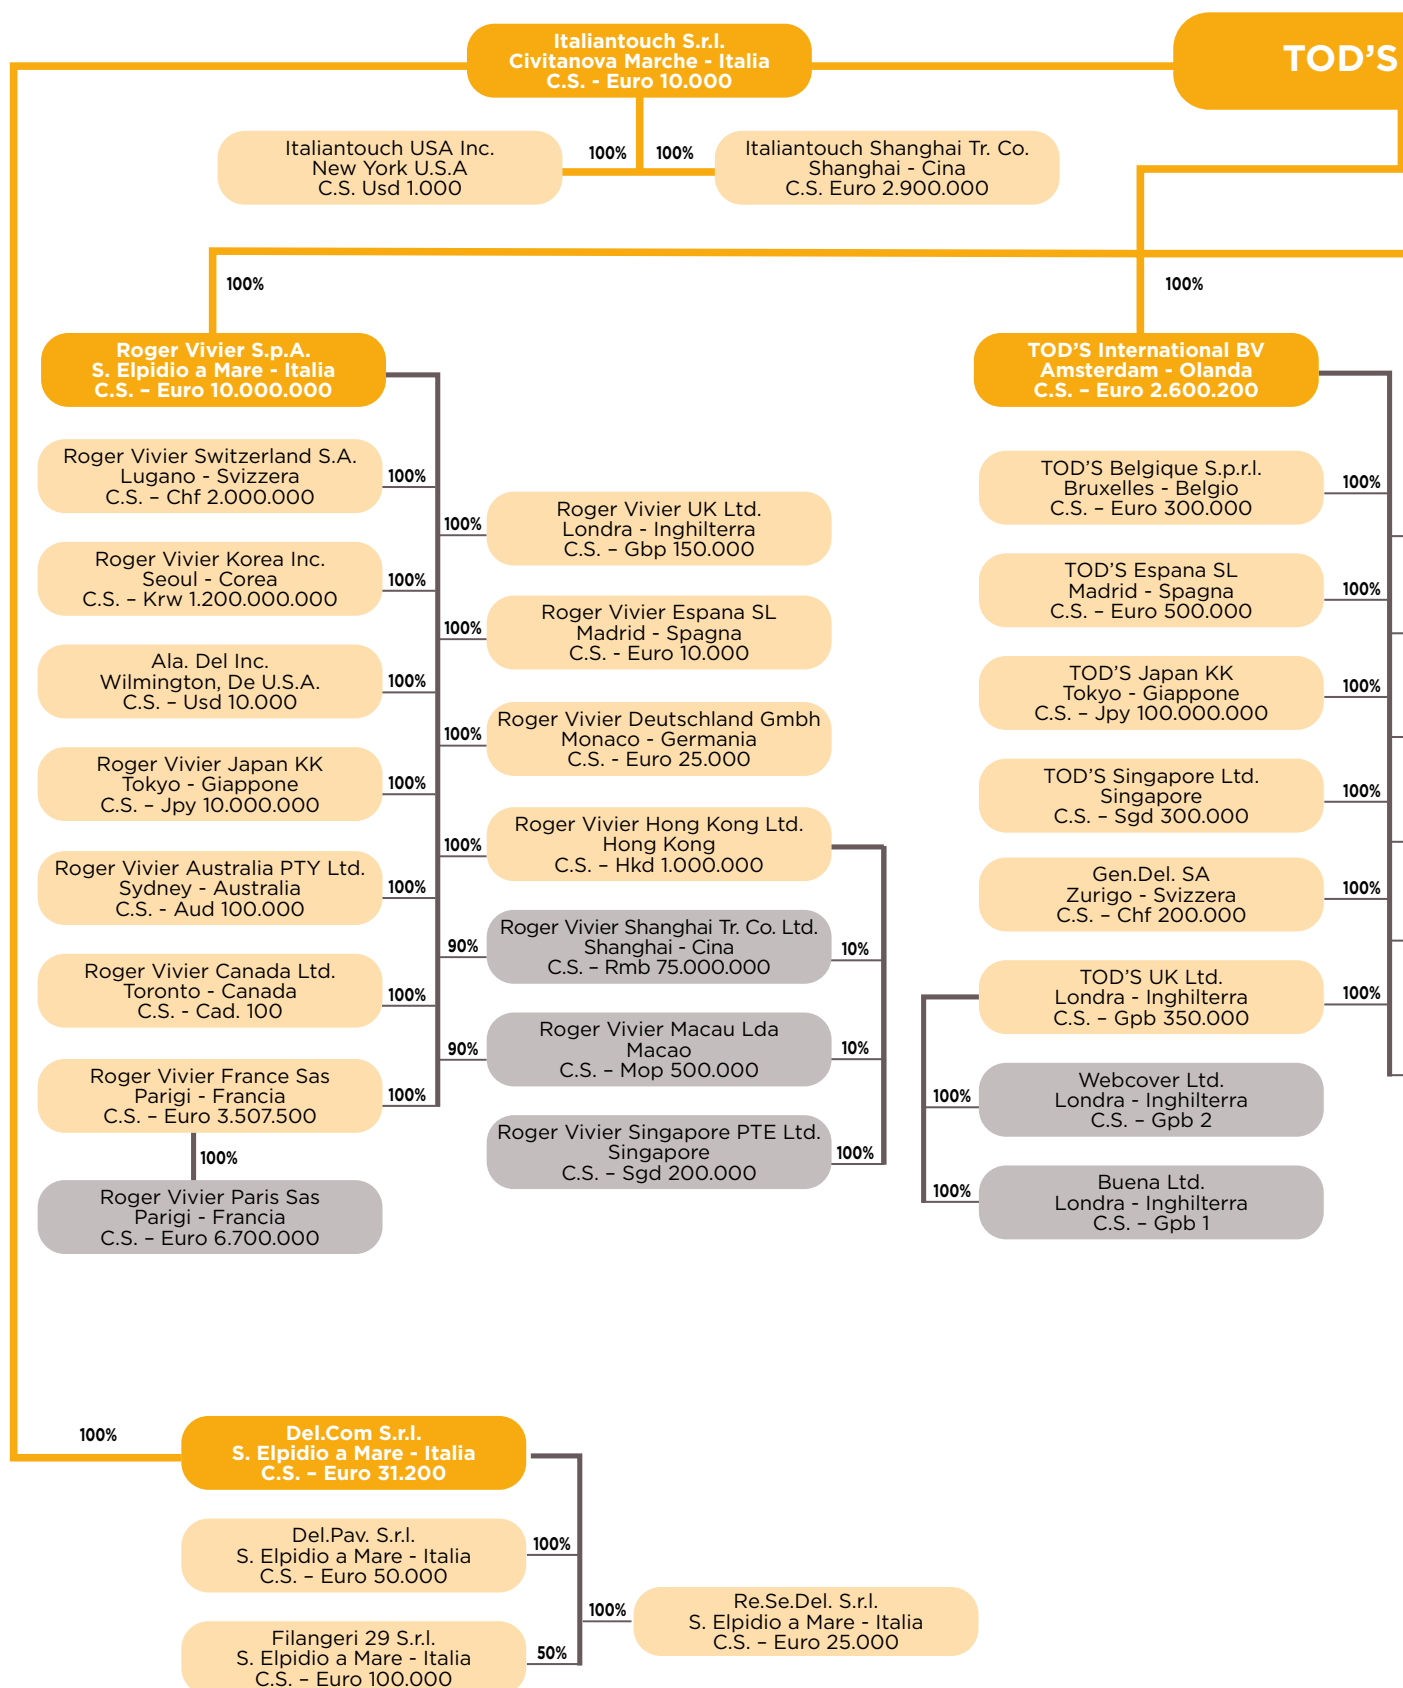 Italiantouch S.r.l.
Civitanova Marche - Italia
C.S. - Euro 10.000
TOD'S
Italiantouch USA Inc.
New York U.S.A
C.S. Usd 1.000
100%
100%
Italiantouch Shanghai Tr. Co.
Shanghai - Cina
C.S. Euro 2.900.000
100%
100%
Roger Vivier S.p.A.
S. Elpidio a Mare - Italia
C.S. – Euro 10.000.000
TOD'S International BV
Amsterdam - Olanda
C.S. – Euro 2.600.200
Roger Vivier Switzerland S.A.
Lugano - Svizzera
C.S. – Chf 2.000.000
100%
Roger Vivier Korea Inc.
Seoul - Corea
C.S. – Krw 1.200.000.000
100%
Ala. Del Inc.
Wilmington, De U.S.A.
C.S. – Usd 10.000
100%
Roger Vivier Japan KK
Tokyo - Giappone
C.S. – Jpy 10.000.000
100%
Roger Vivier Australia PTY Ltd.
Sydney - Australia
C.S. - Aud 100.000
100%
Roger Vivier Canada Ltd.
Toronto - Canada
C.S. - Cad. 100
100%
Roger Vivier France Sas
Parigi - Francia
C.S. – Euro 3.507.500
100%
100%
Roger Vivier Paris Sas
Parigi - Francia
C.S. – Euro 6.700.000
100%
Roger Vivier UK Ltd.
Londra - Inghilterra
C.S. – Gbp 150.000
100%
Roger Vivier Espana SL
Madrid - Spagna
C.S. - Euro 10.000
100%
Roger Vivier Deutschland Gmbh
Monaco - Germania
C.S. - Euro 25.000
100%
Roger Vivier Hong Kong Ltd.
Hong Kong
C.S. – Hkd 1.000.000
90%
Roger Vivier Shanghai Tr. Co. Ltd.
Shanghai - Cina
C.S. – Rmb 75.000.000
10%
90%
Roger Vivier Macau Lda
Macao
C.S. – Mop 500.000
10%
Roger Vivier Singapore PTE Ltd.
Singapore
C.S. – Sgd 200.000
100%
TOD'S Belgique S.p.r.l.
Bruxelles - Belgio
C.S. – Euro 300.000
100%
TOD'S Espana SL
Madrid - Spagna
C.S. – Euro 500.000
100%
TOD'S Japan KK
Tokyo - Giappone
C.S. – Jpy 100.000.000
100%
TOD'S Singapore Ltd.
Singapore
C.S. – Sgd 300.000
100%
Gen.Del. SA
Zurigo - Svizzera
C.S. – Chf 200.000
100%
TOD'S UK Ltd.
Londra - Inghilterra
C.S. – Gpb 350.000
100%
100%
Webcover Ltd.
Londra - Inghilterra
C.S. – Gpb 2
100%
Buena Ltd.
Londra - Inghilterra
C.S. – Gpb 1
100%
Del.Com S.r.l.
S. Elpidio a Mare - Italia
C.S. – Euro 31.200
Del.Pav. S.r.l.
S. Elpidio a Mare - Italia
C.S. – Euro 50.000
100%
Filangeri 29 S.r.l.
S. Elpidio a Mare - Italia
C.S. – Euro 100.000
50%
100%
Re.Se.Del. S.r.l.
S. Elpidio a Mare - Italia
C.S. – Euro 25.000